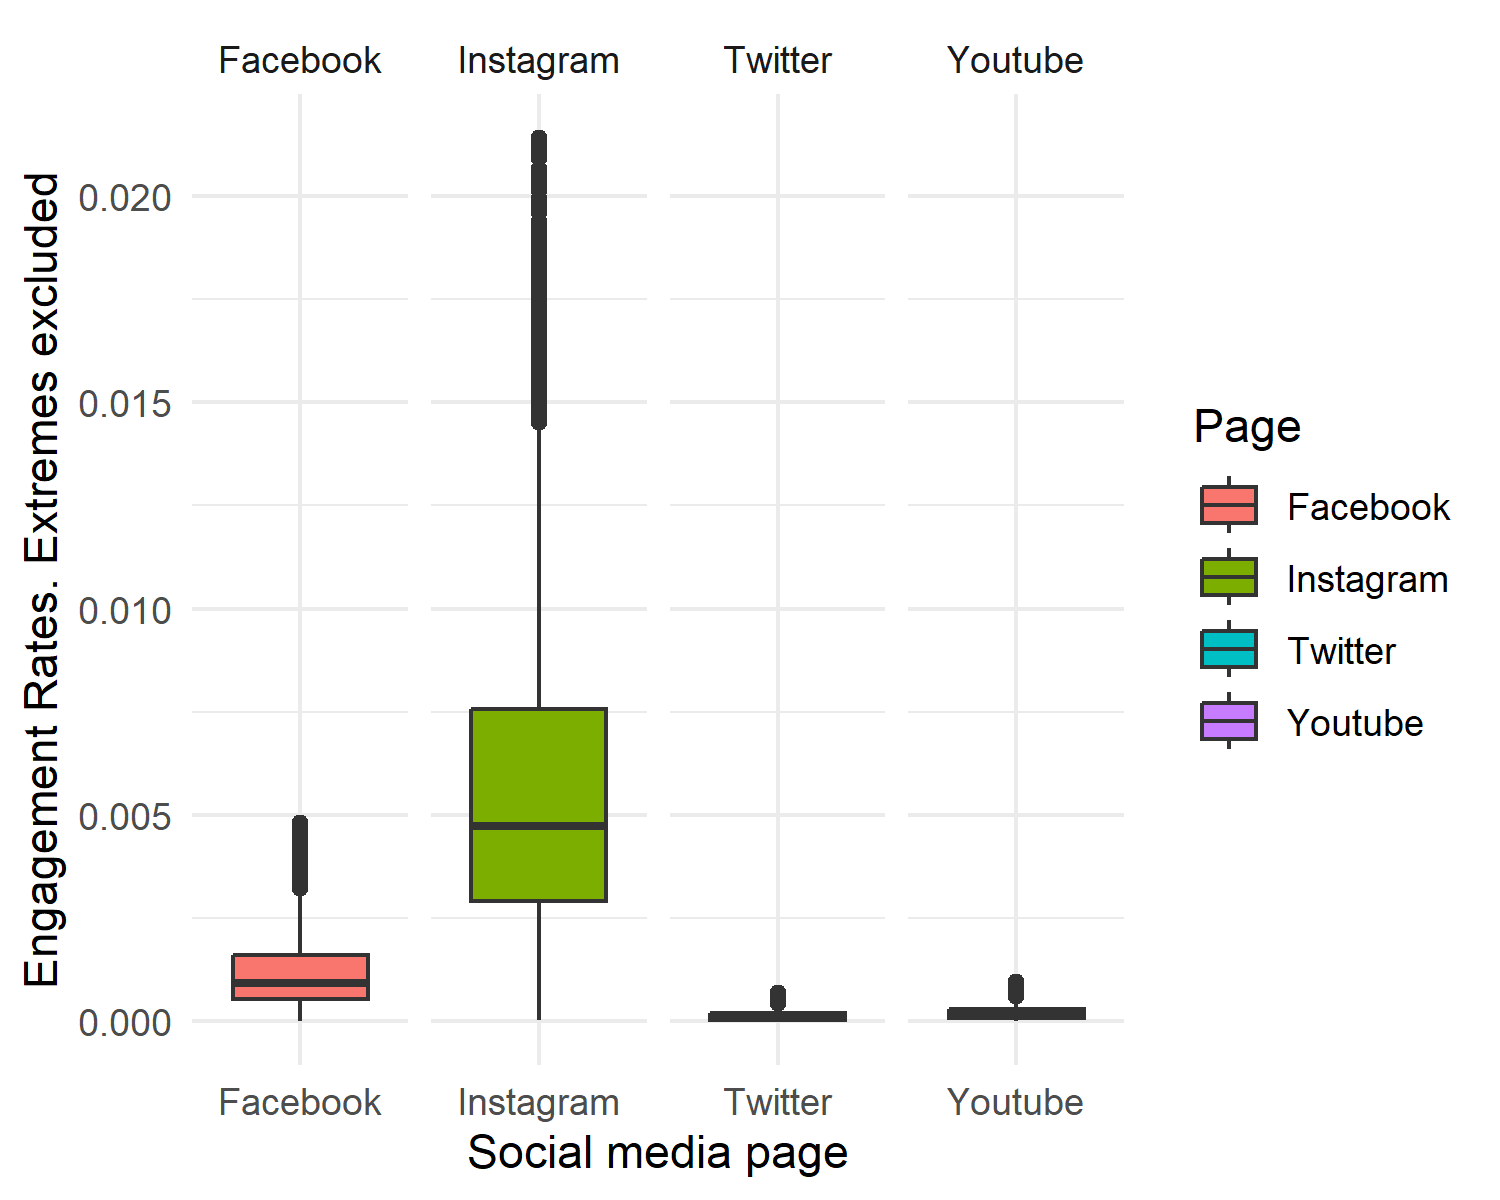 Facebook Instagram Twitter Youtube
Engagement Rates. Extremes excluded
0.020
0.015
0.010
0.005
0.000
Facebook Instagram Twitter Youtube
Social media page
Page
Facebook
Instagram
Twitter
Youtube